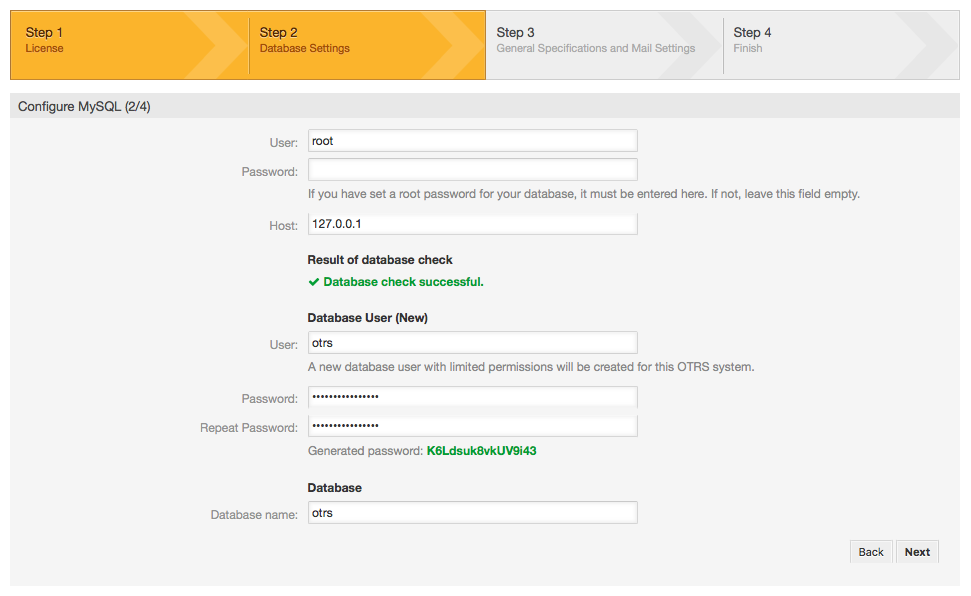 Step 1
License
Step 2
Database Settings
Step 3
General Specifications and Mail Settings
Step 4
Finish
Configure MySQL (2/4)
User: root
Password:
If you have set a root password for your database, it must be entered here. If not, leave this field empty.
Host: 127.0.0.1
Result of database check
✔ Database check successful.
Database User (New)
User: otrs
A new database user with limited permissions will be created for this OTRS system.
Password: ••••••••••••••••
Repeat Password: ••••••••••••••••
Generated password: K6Ldsuk8vkUV9i43
Database
Database name: otrs
Back Next